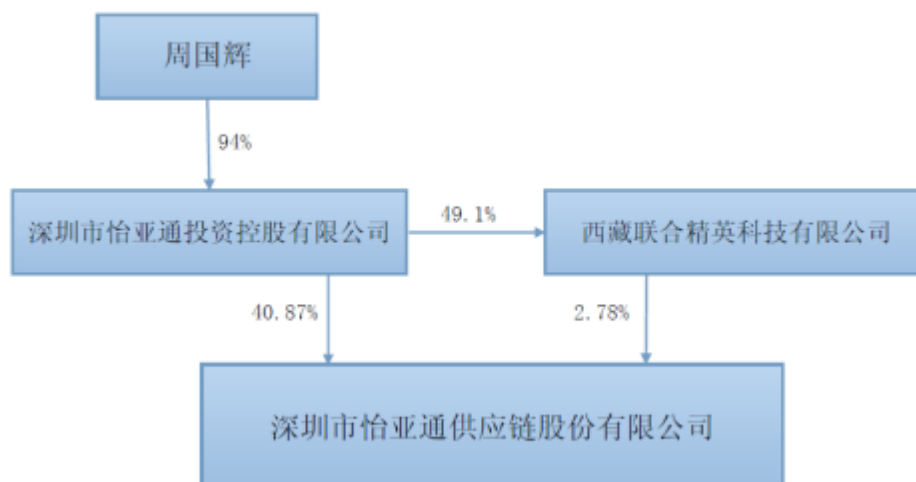 周国辉
94%
深圳市怡亚通投资控股有限公司
49.1%
西藏联合精英科技有限公司
40.87%
2.78%
深圳市怡亚通供应链股份有限公司